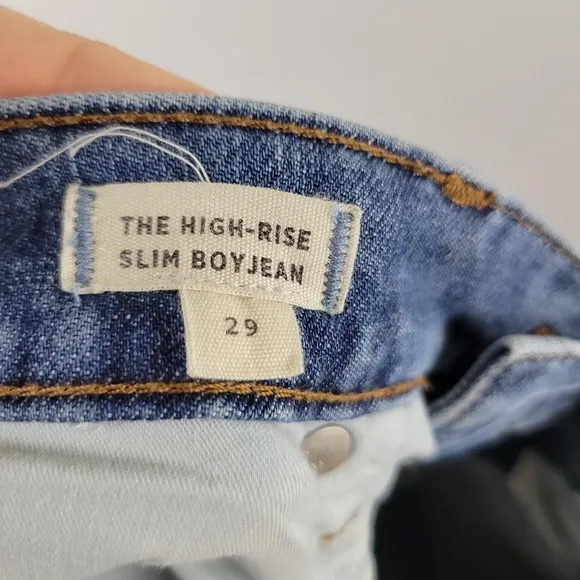 THE HIGH-RISE
SLIM BOYJEAN
29